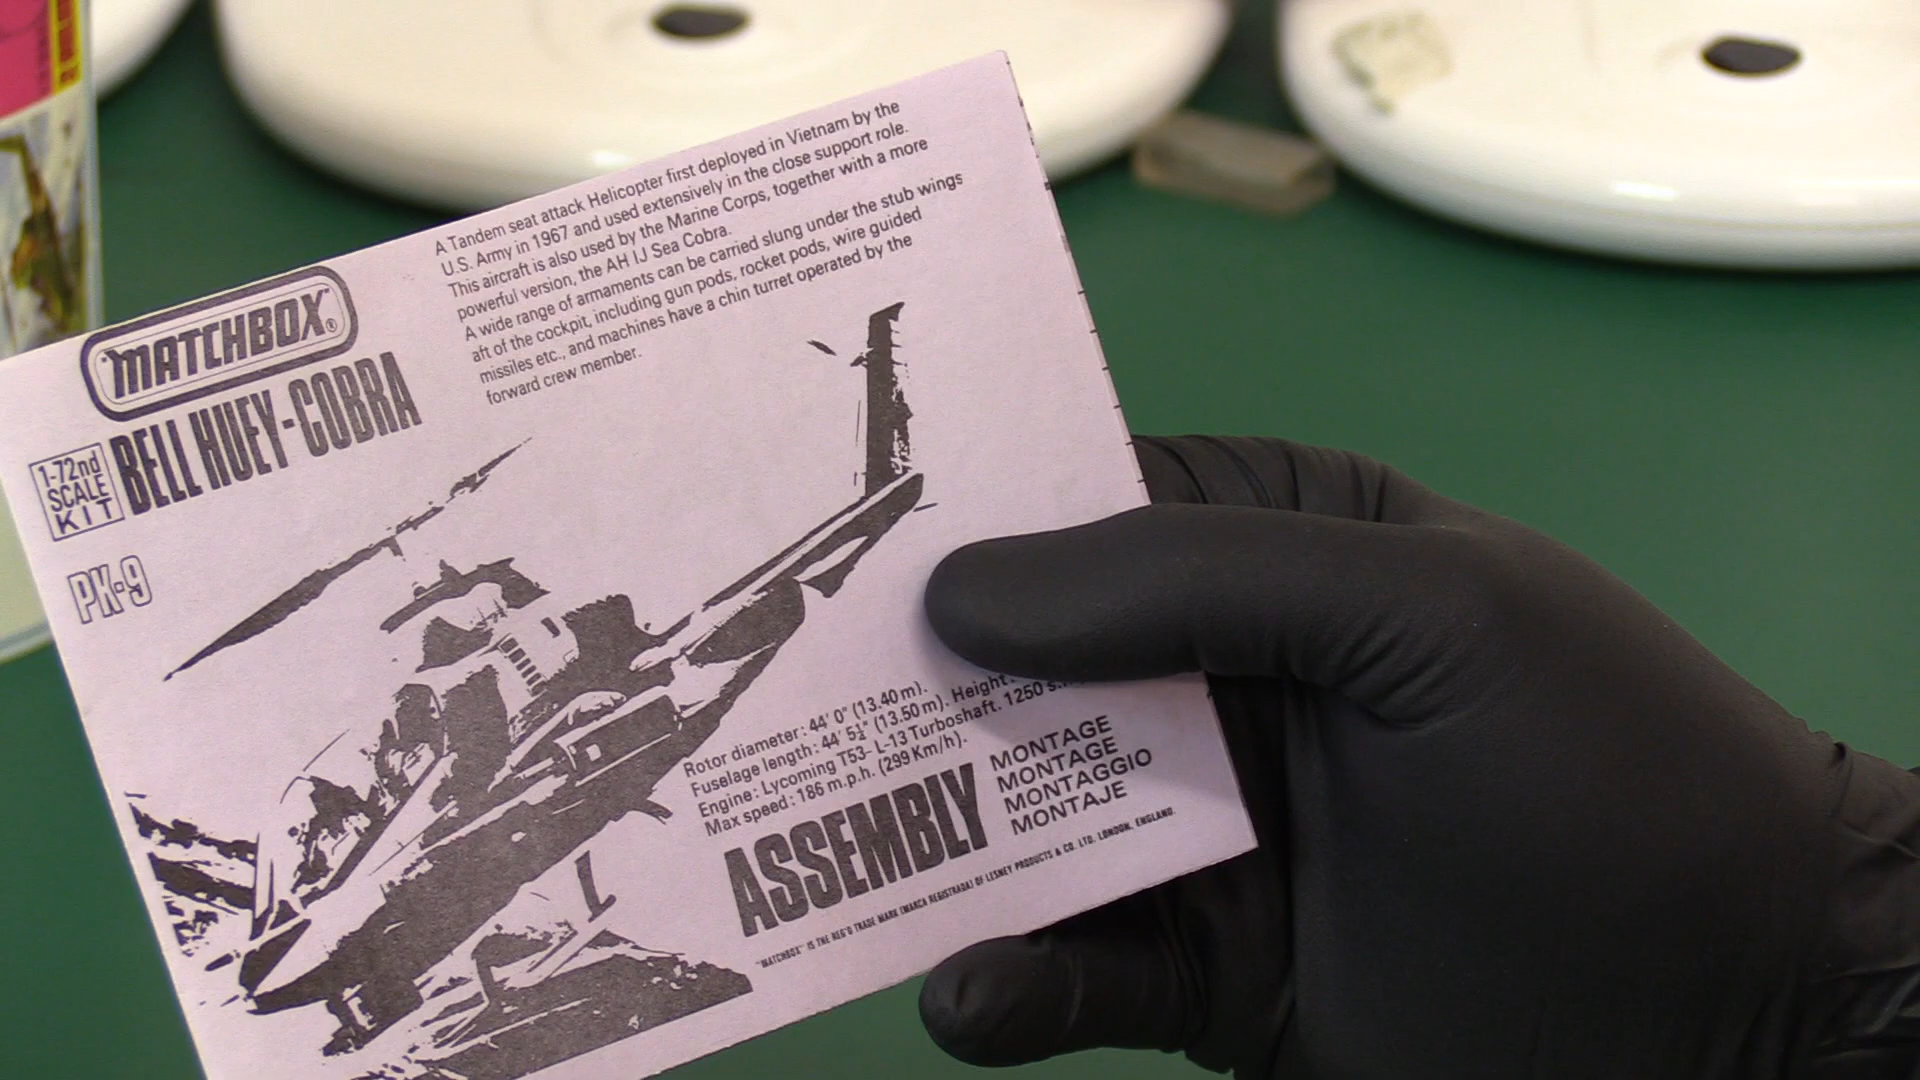 MATCHBOX®
BELL HUEY-COBRA
1-72nd
SCALE
KIT
PK-9
A Tandem seat attack Helicopter first deployed in Vietnam by the
U.S. Army in 1967 and used extensively in the close support role.
This aircraft is also used by the Marine Corps, together with a more
powerful version, the AH IJ Sea Cobra.
A wide range of armaments can be carried slung under the stub wings
aft of the cockpit, including gun pods, rocket pods, wire guided
missiles etc., and machines have a chin turret operated by the
forward crew member.
Rotor diameter: 44' 0" (13.40m).
Fuselage length: 44' 5½" (13.50m). Height:
Engine: Lycoming T53-L-13 Turboshaft. 1250
Max speed: 186 m.p.h. (299 Km/h).
ASSEMBLY
MONTAGE
MONTAGE
MONTAGGIO
MONTAJE
"MATCHBOX" IS THE REG'D TRADE MARK (MARCA REGISTRADA) OF LESNEY PRODUCTS & CO. LTD. LONDON, ENGLAND.